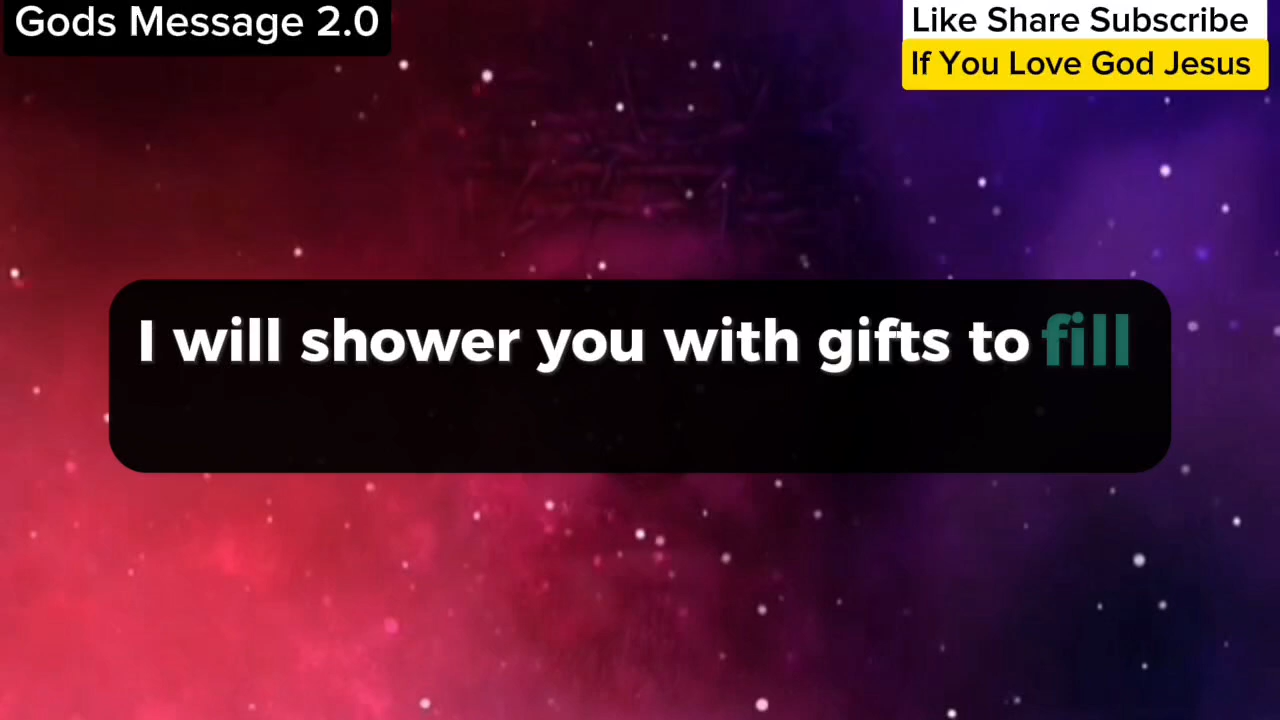 Gods Message 2.0
Like Share Subscribe
If You Love God Jesus
I will shower you with gifts to fill